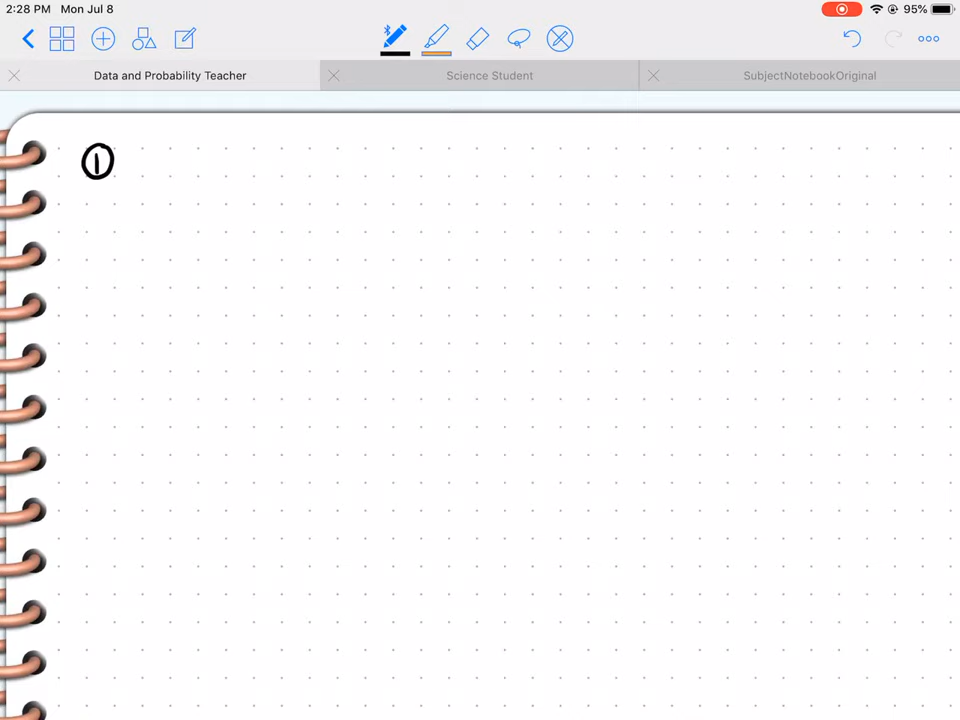 2:28 PM Mon Jul 8
95%
Data and Probability Teacher
Science Student
SubjectNotebookOriginal
①